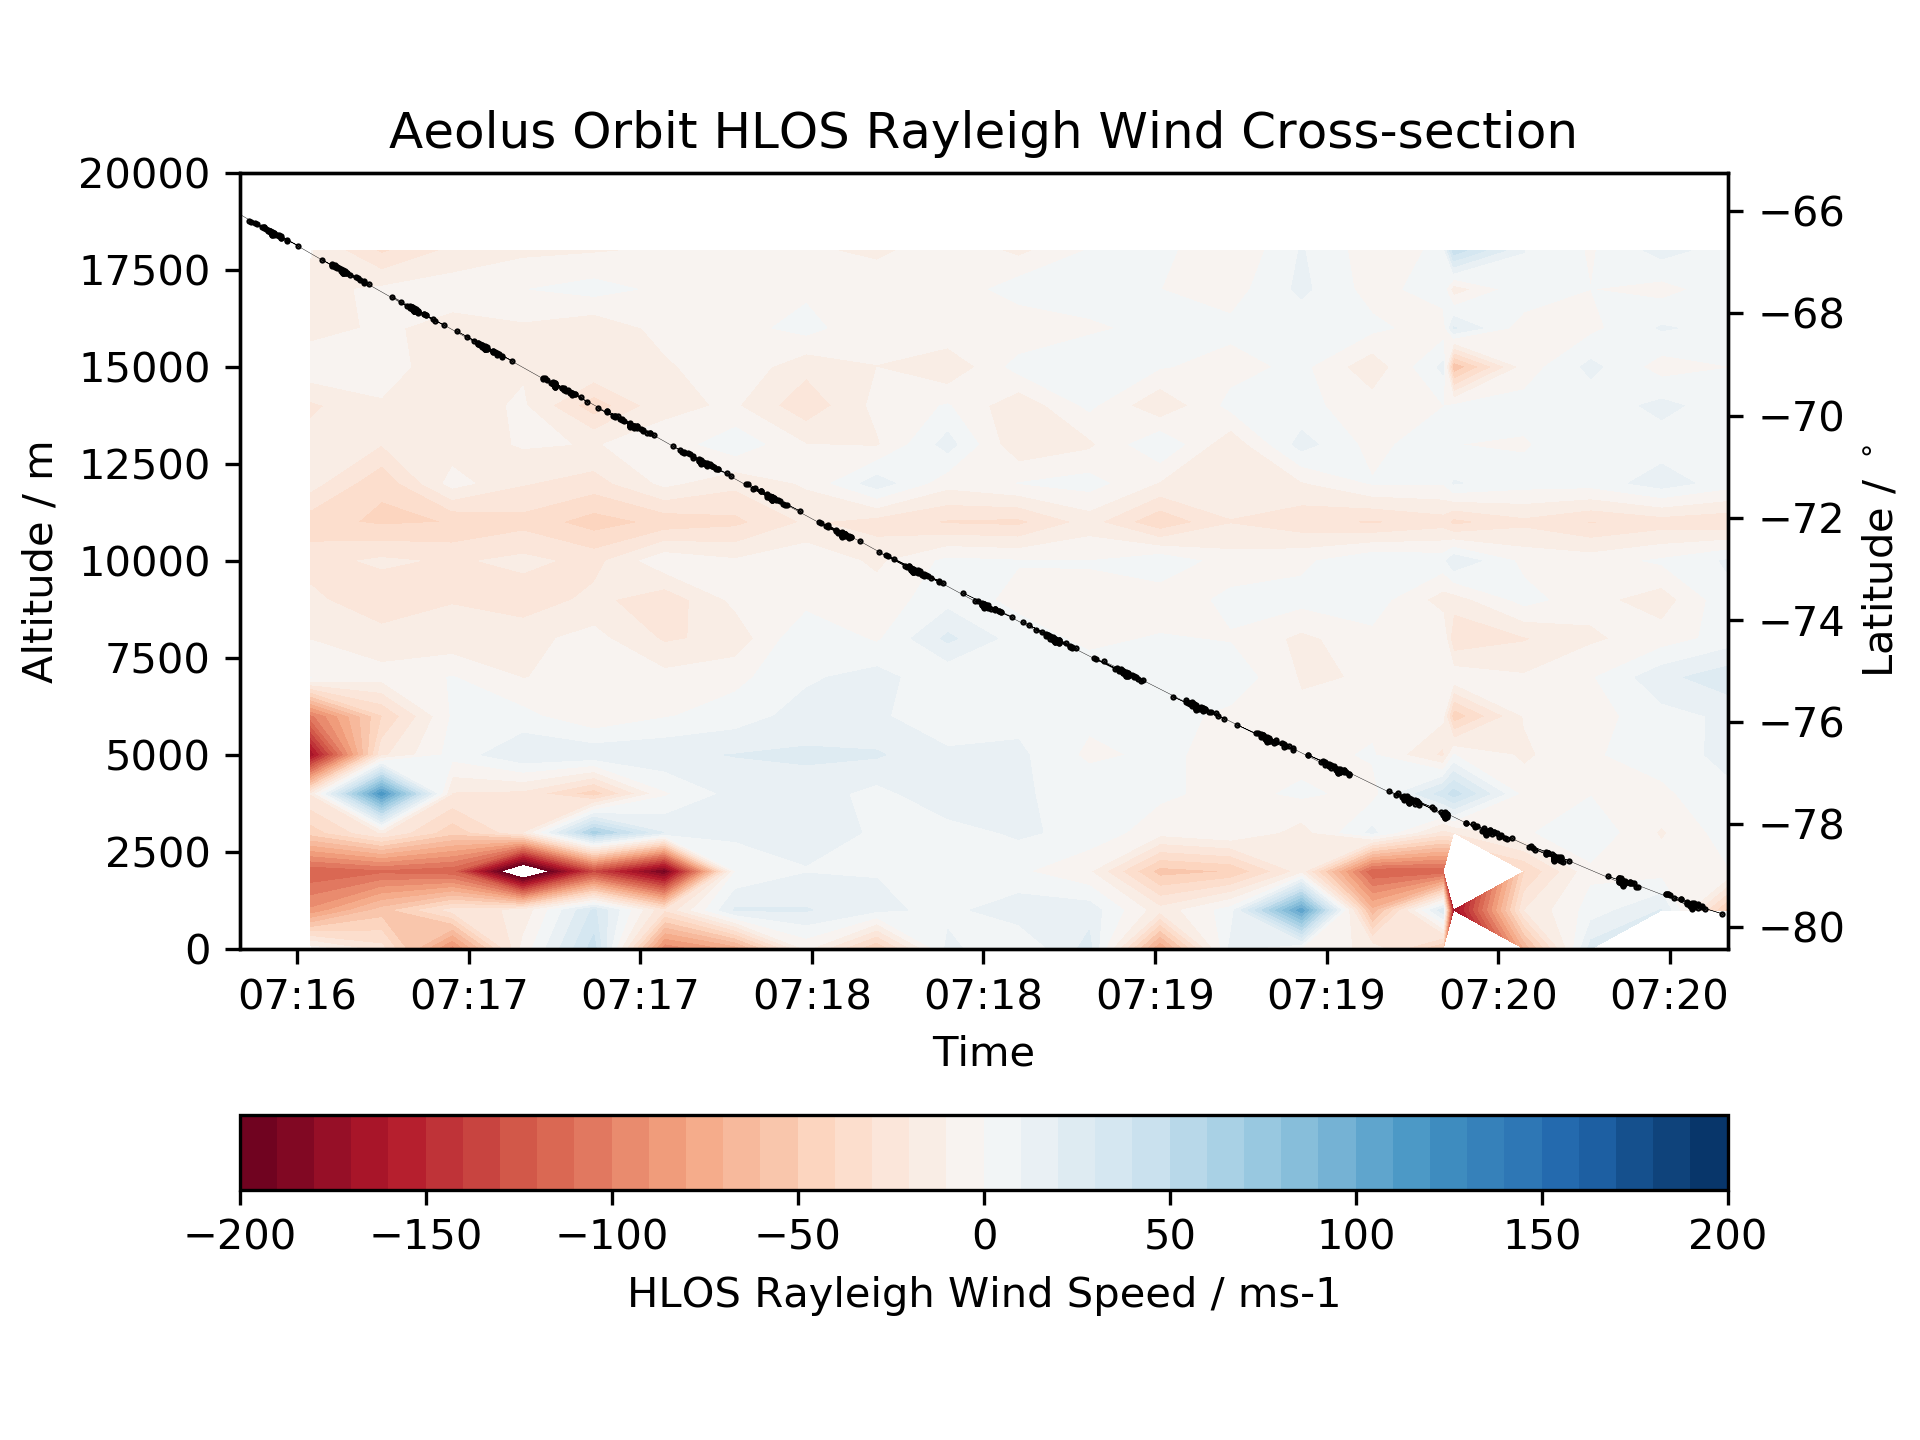 Aeolus Orbit HLOS Rayleigh Wind Cross-section
20000
17500
15000
12500
10000
7500
5000
2500
0
Altitude / m
−66
−68
−70
−72
−74
−76
−78
−80
Latitude / °
07:16 07:17 07:17 07:18 07:18 07:19 07:19 07:20 07:20
Time
−200 −150 −100 −50 0 50 100 150 200
HLOS Rayleigh Wind Speed / ms-1